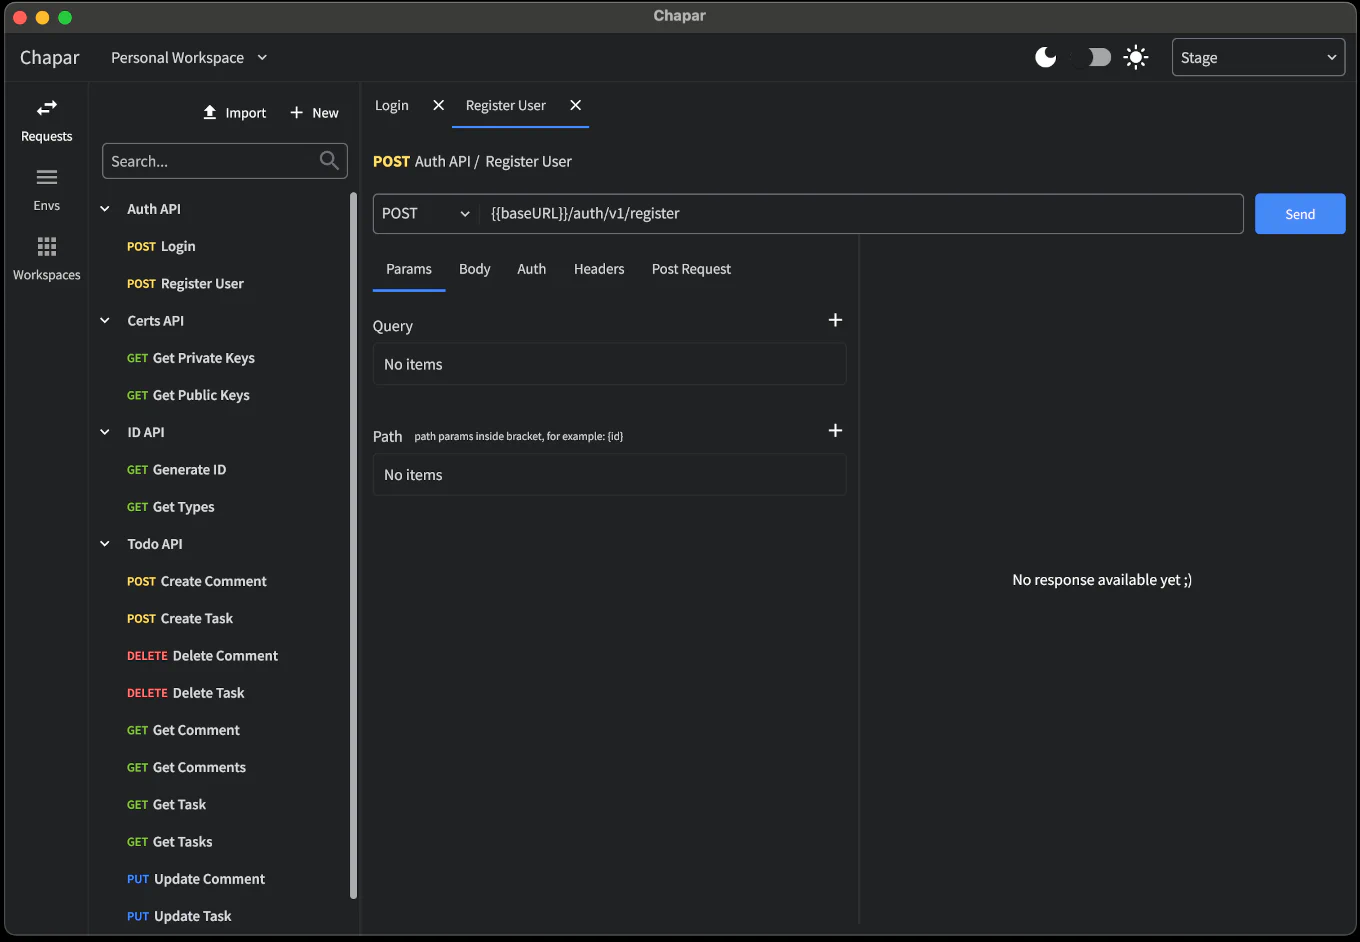 Chapar
Chapar
Personal Workspace
Stage
Requests
Envs
Workspaces
Import
New
Search...
Auth API
POST Login
POST Register User
Certs API
GET Get Private Keys
GET Get Public Keys
ID API
GET Generate ID
GET Get Types
Todo API
POST Create Comment
POST Create Task
DELETE Delete Comment
DELETE Delete Task
GET Get Comment
GET Get Comments
GET Get Task
GET Get Tasks
PUT Update Comment
PUT Update Task
Login
Register User
POST Auth API / Register User
POST
{{baseURL}}/auth/v1/register
Send
Params
Body
Auth
Headers
Post Request
Query
No items
Path path params inside bracket, for example: {id}
No items
No response available yet ;)